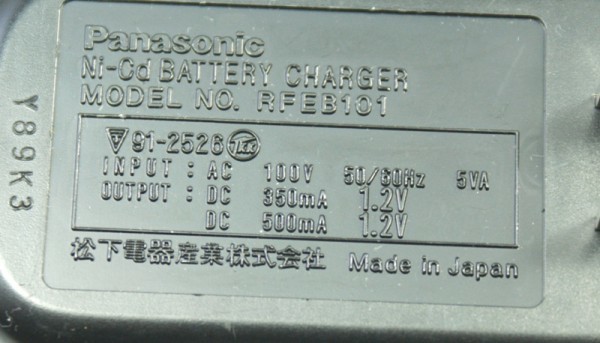 Panasonic
Ni-Cd BATTERY CHARGER
MODEL NO. RFEB101
91-2526
INPUT : AC 100V 50/60Hz 5VA
OUTPUT : DC 350mA 1.2V
DC 500mA 1.2V
松下電器産業株式会社 Made in Japan
Y89K3